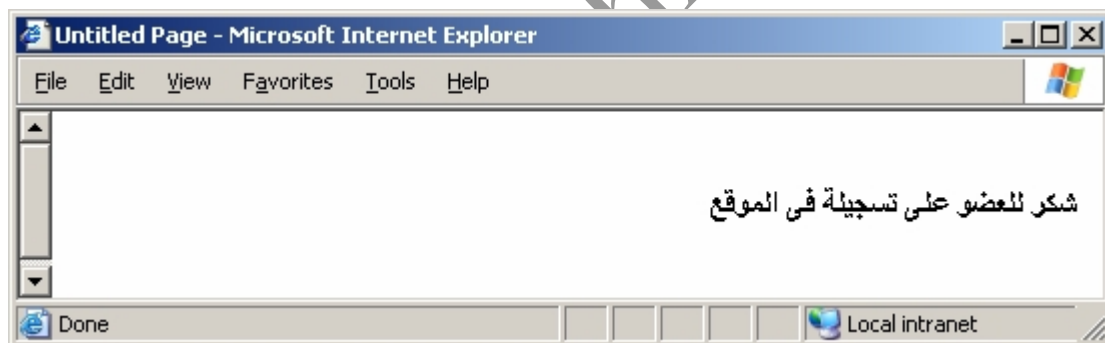 Untitled Page - Microsoft Internet Explorer
File Edit View Favorites Tools Help
شكر للعضو على تسجيلة فى الموقع
Done Local intranet